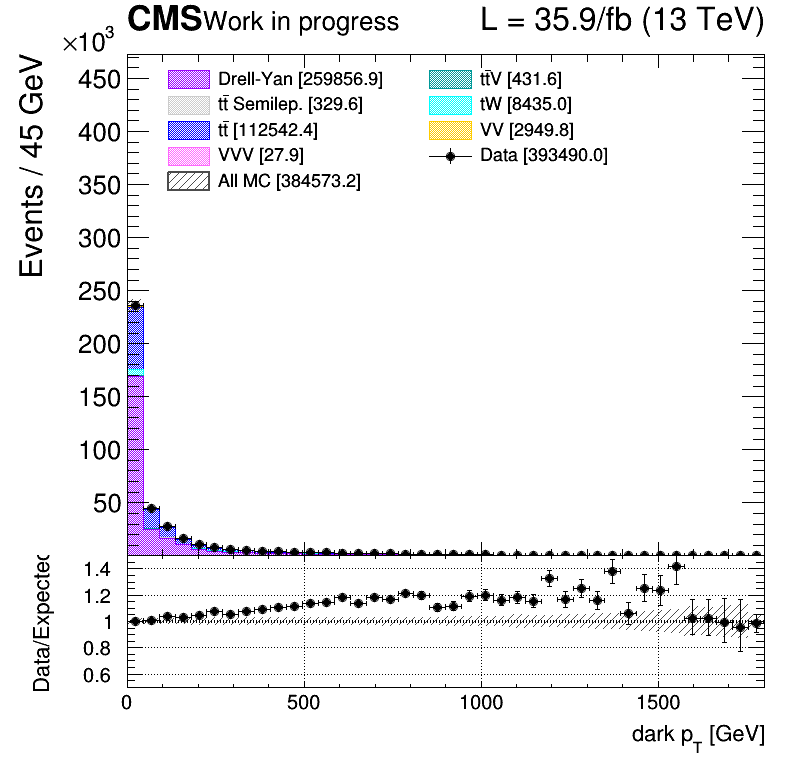 CMS Work in progress L = 35.9/fb (13 TeV)
×10³
Events / 45 GeV
450
400
350
300
250
200
150
100
50
Drell-Yan [259856.9]
tt̄ Semilep. [329.6]
tt̄ [112542.4]
VVV [27.9]
All MC [384573.2]
tt̄V [431.6]
tW [8435.0]
VV [2949.8]
Data [393490.0]
Data/Expected
1.4
1.2
1
0.8
0.6
0 500 1000 1500
dark p_T [GeV]